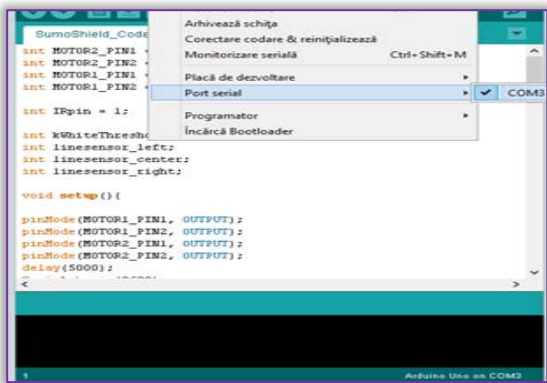 Arhivează schița
SumoShield_Code
Corectare codare & reinițializează
int MOTOR2_PIN1
Monitorizare serială Ctrl+Shift+M
int MOTOR2_PIN2
int MOTOR1_PIN1
Placă de dezvoltare
int MOTOR1_PIN2
Port serial COM3
int IRpin = 1;
Programator
Încarcă Bootloader
int kWhiteThresho
int linesensor_left;
int linesensor_center;
int linesensor_right;
void setup(){
pinMode(MOTOR1_PIN1, OUTPUT);
pinMode(MOTOR1_PIN2, OUTPUT);
pinMode(MOTOR2_PIN1, OUTPUT);
pinMode(MOTOR2_PIN2, OUTPUT);
delay(5000);
1 Arduino Uno on COM3